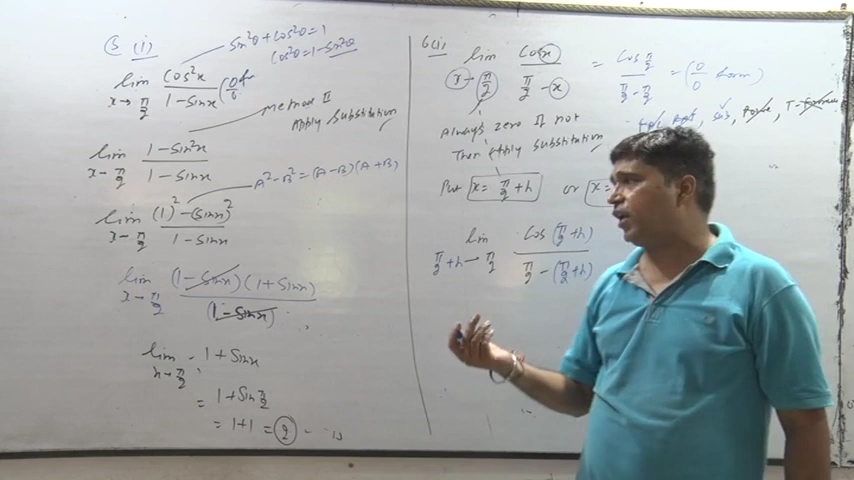 5 (i)
Sin²θ + Cos²θ = 1
Cos²θ = 1 - Sin²θ
lim x→π/2 Cos²x / 1 - Sinx (0/0 for
Method II
Apply Substitution
lim x→π/2 1 - Sin²x / 1 - Sinx
A² - B² = (A - B)(A + B)
lim x→π/2 (1)² - (Sinx)² / 1 - Sinx
lim x→π/2 (1 - Sinx)(1 + Sinx) / (1 - Sinx)
lim x→π/2 1 + Sinx
= 1 + Sin π/2
= 1 + 1 = 2
6 (i)
lim x→π/2 Cosx / π/2 - x = Cos π/2 / π/2 - π/2 = (0/0 form)
Always zero If not
Then Apply Substitution
Put x = π/2 + h or x =
lim π/2 + h → π/2 Cos(π/2 + h) / π/2 - (π/2 + h)